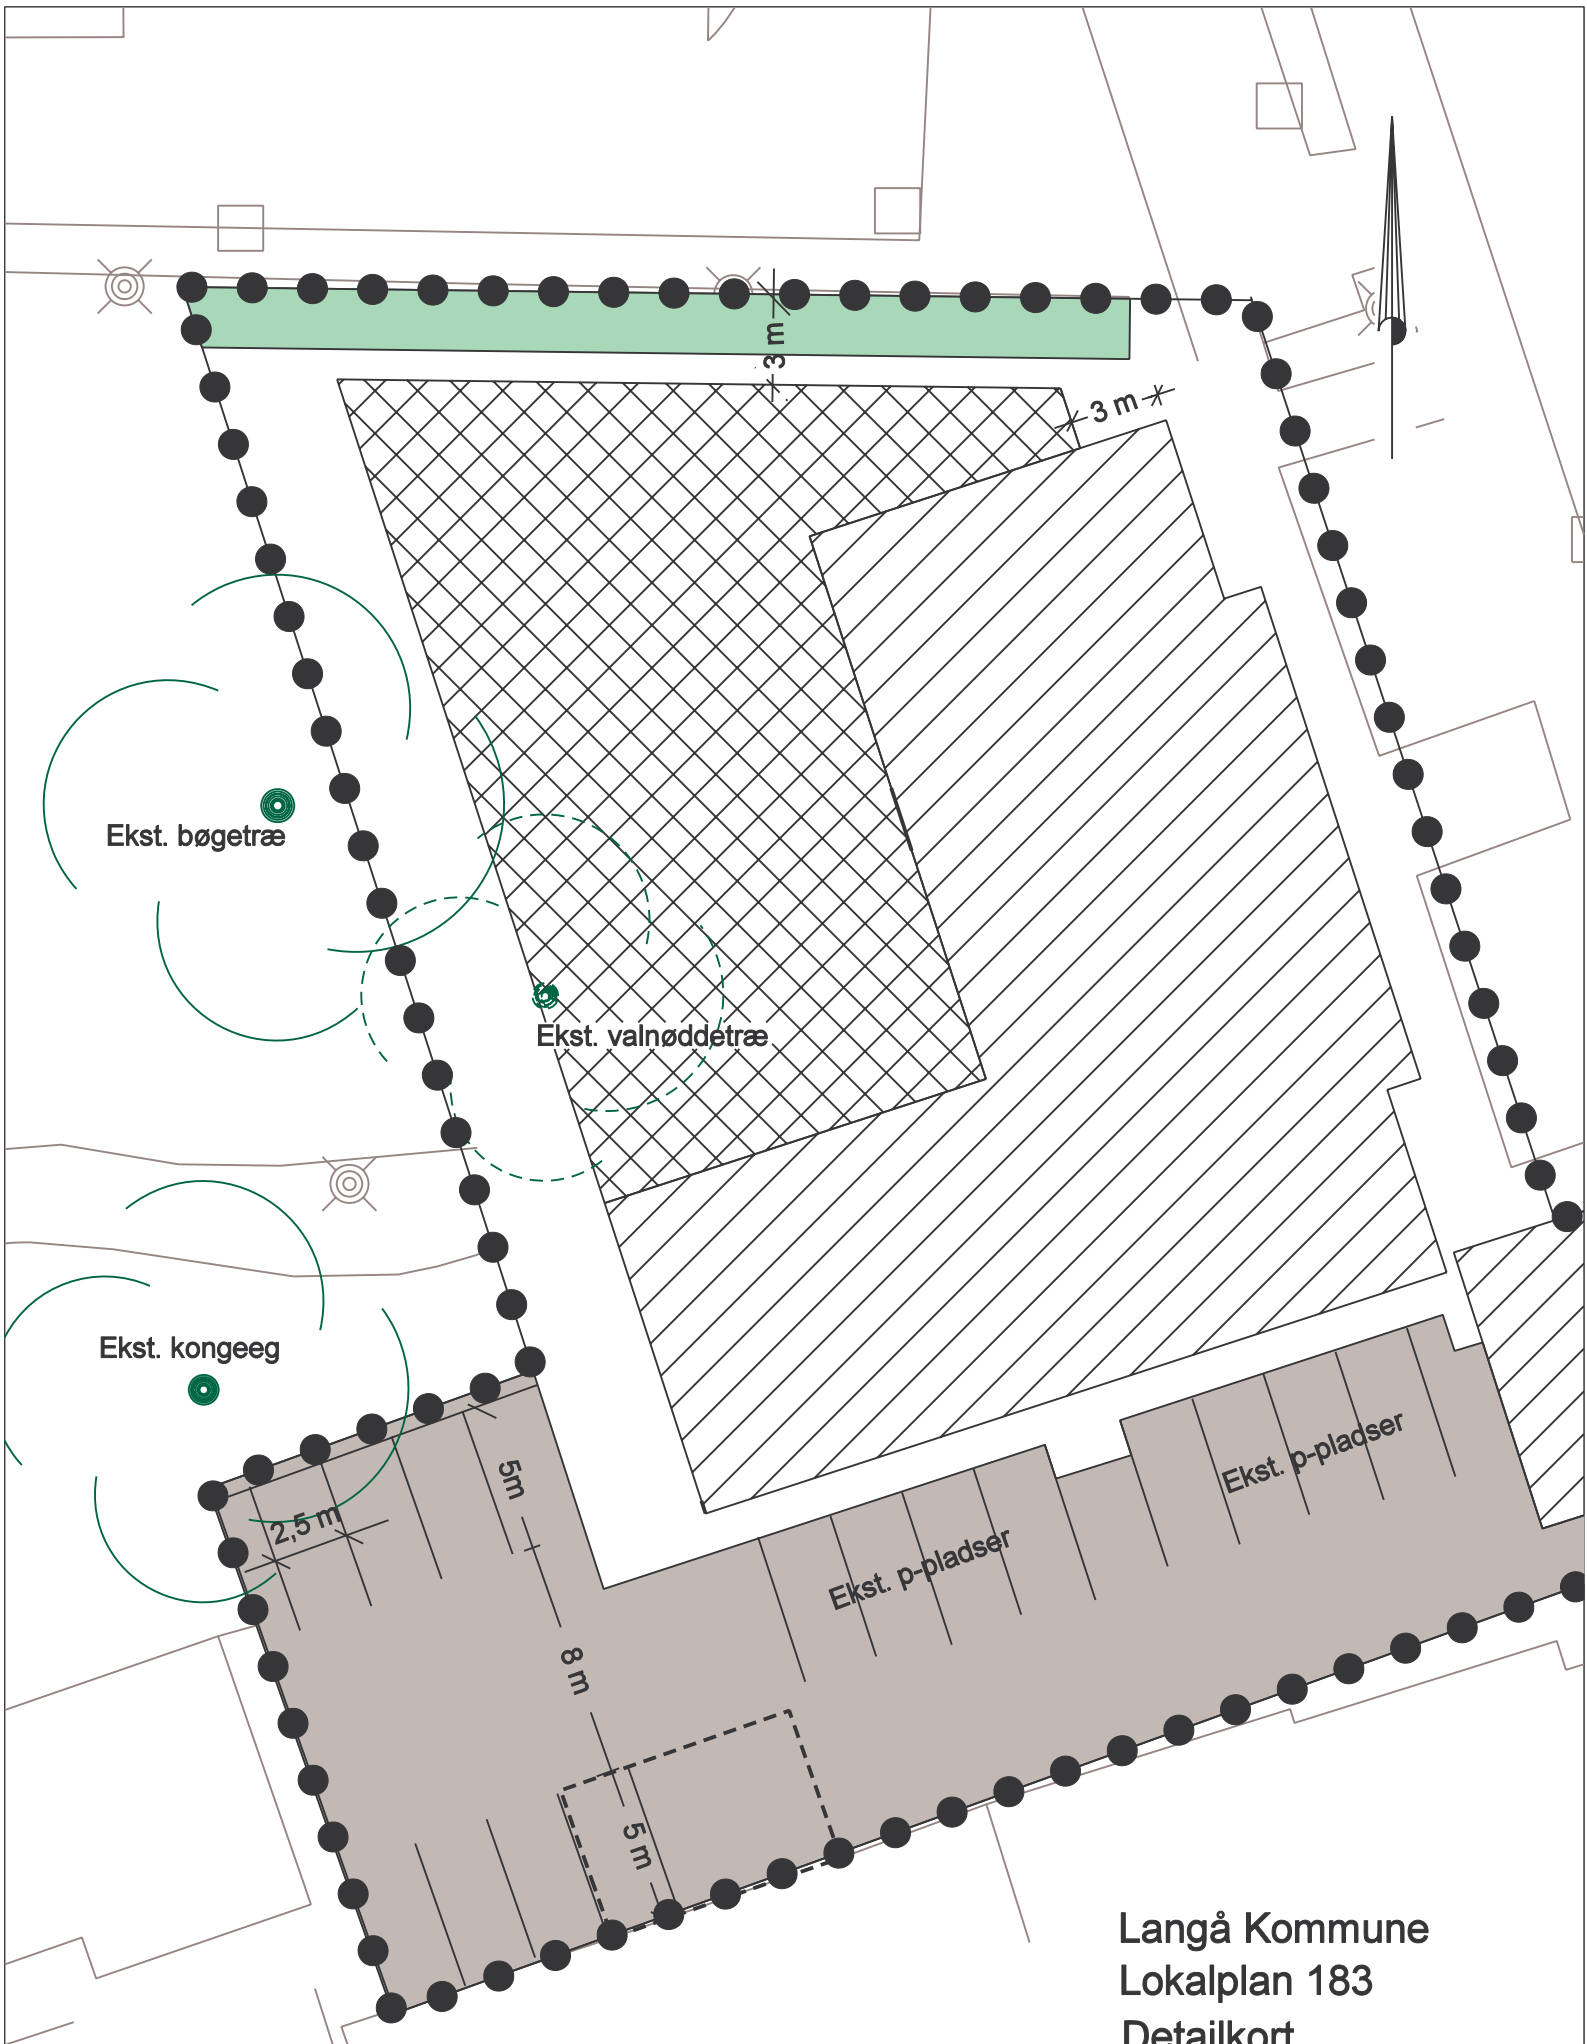 3 m
3 m
Ekst. bøgetræ
Ekst. valnøddetræ
Ekst. kongeeg
Ekst. p-pladser
5m
2,5 m
Ekst. p-pladser
8 m
5 m
Langå Kommune
Lokalplan 183
Detailkort